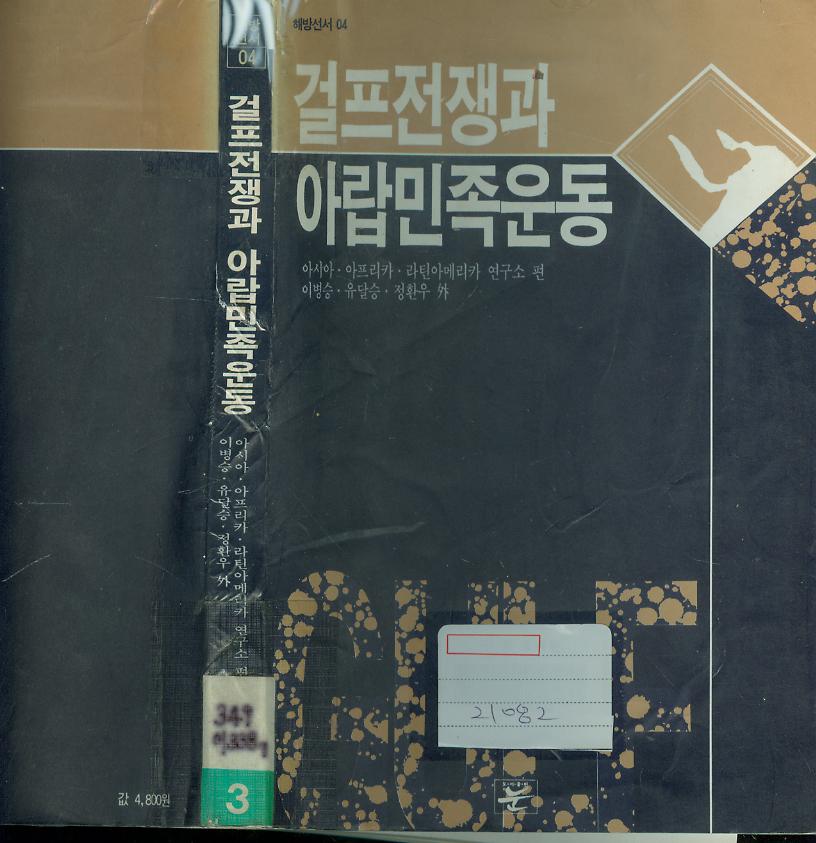 해방선서 04
걸프전쟁과
아랍민족운동
아시아·아프리카·라틴아메리카 연구소 편
이병승·유달승·정환우 外
04
걸프전쟁과 아랍민족운동
아시아·아프리카·라틴아메리카 연구소 편
이병승·유달승·정환우 外
349
3
값 4,800원
GULF
21082
눈